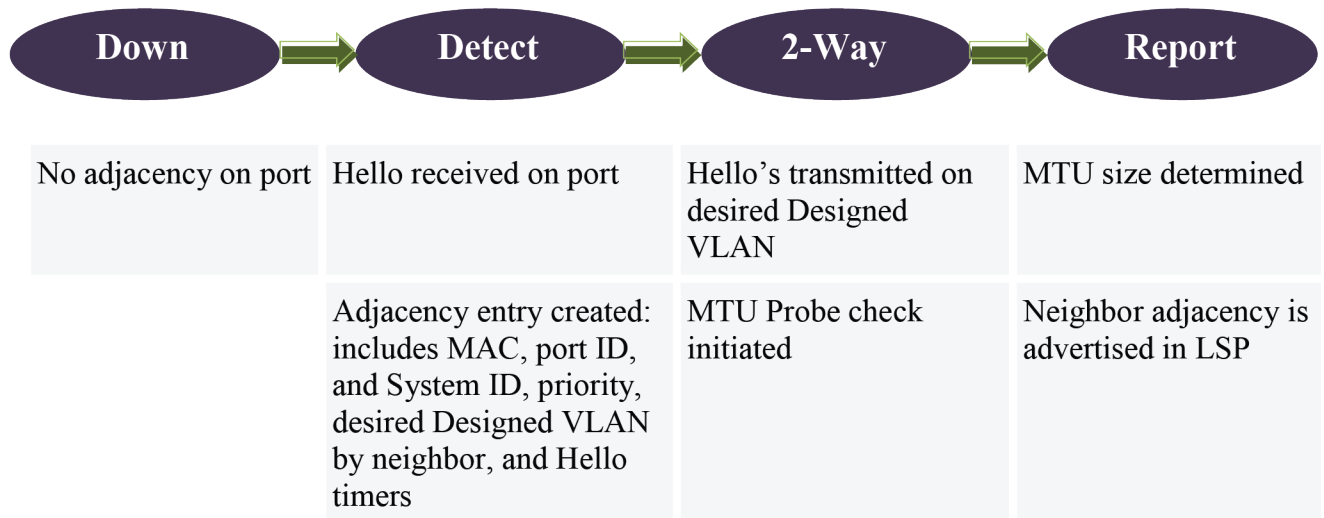 Down
Detect
2-Way
Report
No adjacency on port
Hello received on port
Hello’s transmitted on
desired Designed
VLAN
MTU size determined
Adjacency entry created:
includes MAC, port ID,
and System ID, priority,
desired Designed VLAN
by neighbor, and Hello
timers
MTU Probe check
initiated
Neighbor adjacency is
advertised in LSP